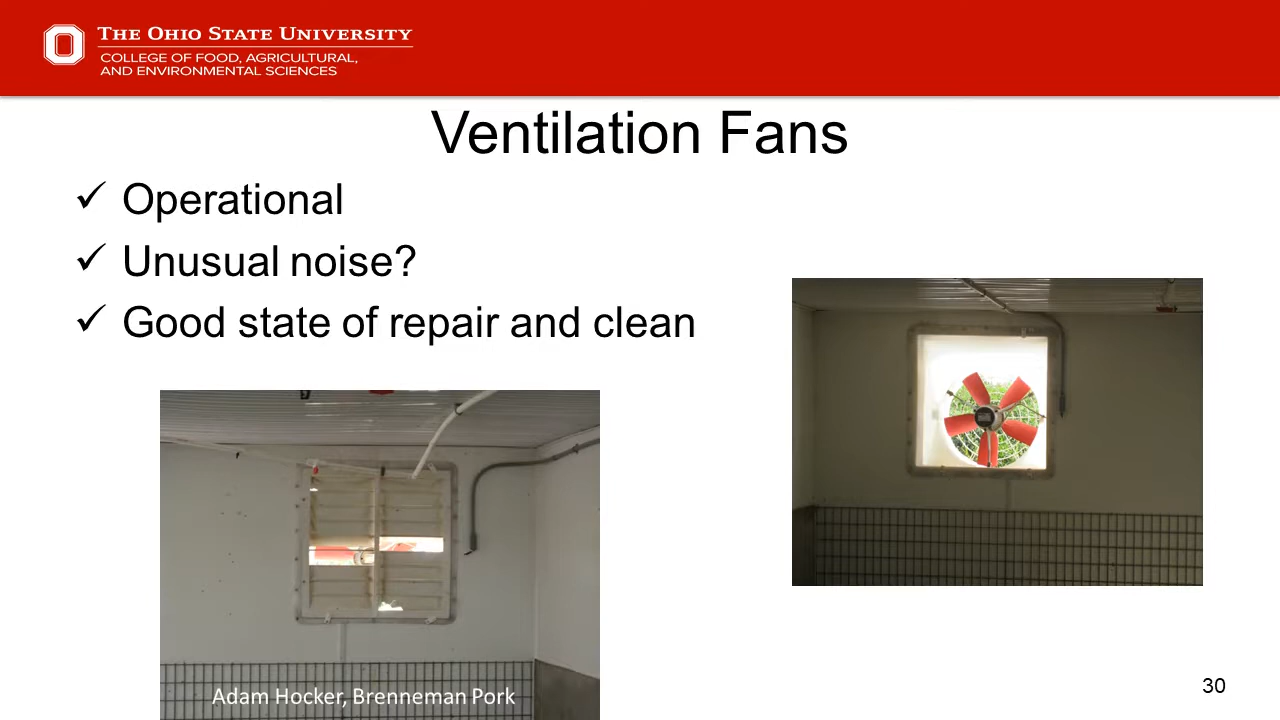 THE OHIO STATE UNIVERSITY
COLLEGE OF FOOD, AGRICULTURAL,
AND ENVIRONMENTAL SCIENCES
Ventilation Fans
✓ Operational
✓ Unusual noise?
✓ Good state of repair and clean
Adam Hocker, Brenneman Pork
30